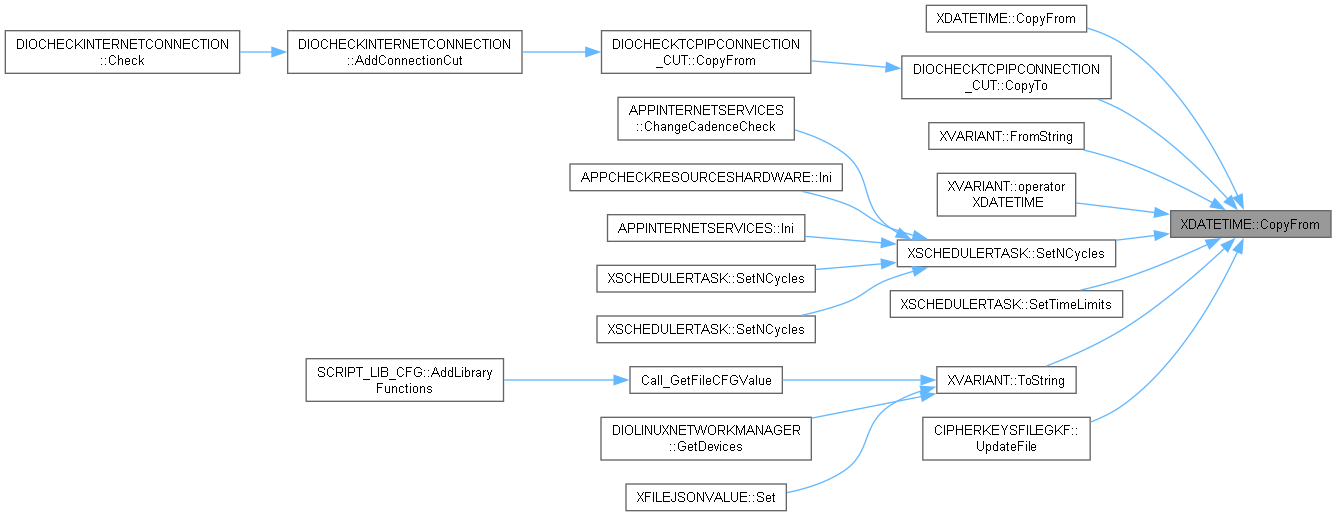 XDATETIME::CopyFrom
DIOCHECKINTERNETCONNECTION
::Check
DIOCHECKINTERNETCONNECTION
::AddConnectionCut
DIOCHECKTCPIPCONNECTION
_CUT::CopyFrom
DIOCHECKTCPIPCONNECTION
_CUT::CopyTo
APPINTERNETSERVICES
::ChangeCadenceCheck
XVARIANT::FromString
APPCHECKRESOURCESHARDWARE::Ini
XVARIANT::operator
XDATETIME
APPINTERNETSERVICES::Ini
XDATETIME::CopyFrom
XSCHEDULERTASK::SetNCycles
XSCHEDULERTASK::SetNCycles
XSCHEDULERTASK::SetTimeLimits
XSCHEDULERTASK::SetNCycles
SCRIPT_LIB_CFG::AddLibrary
Functions
Call_GetFileCFGValue
XVARIANT::ToString
DIOLINUXNETWORKMANAGER
::GetDevices
CIPHERKEYSFILEGKF::
UpdateFile
XFILEJSONVALUE::Set